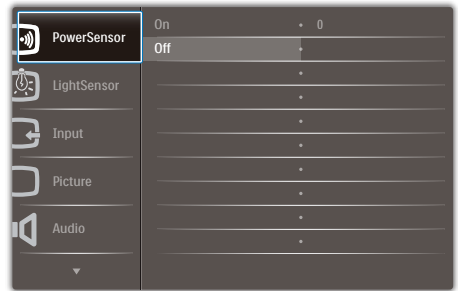 PowerSensor
On • 0
Off •
•
LightSensor
•
•
Input
•
Picture
•
•
Audio
•
▼